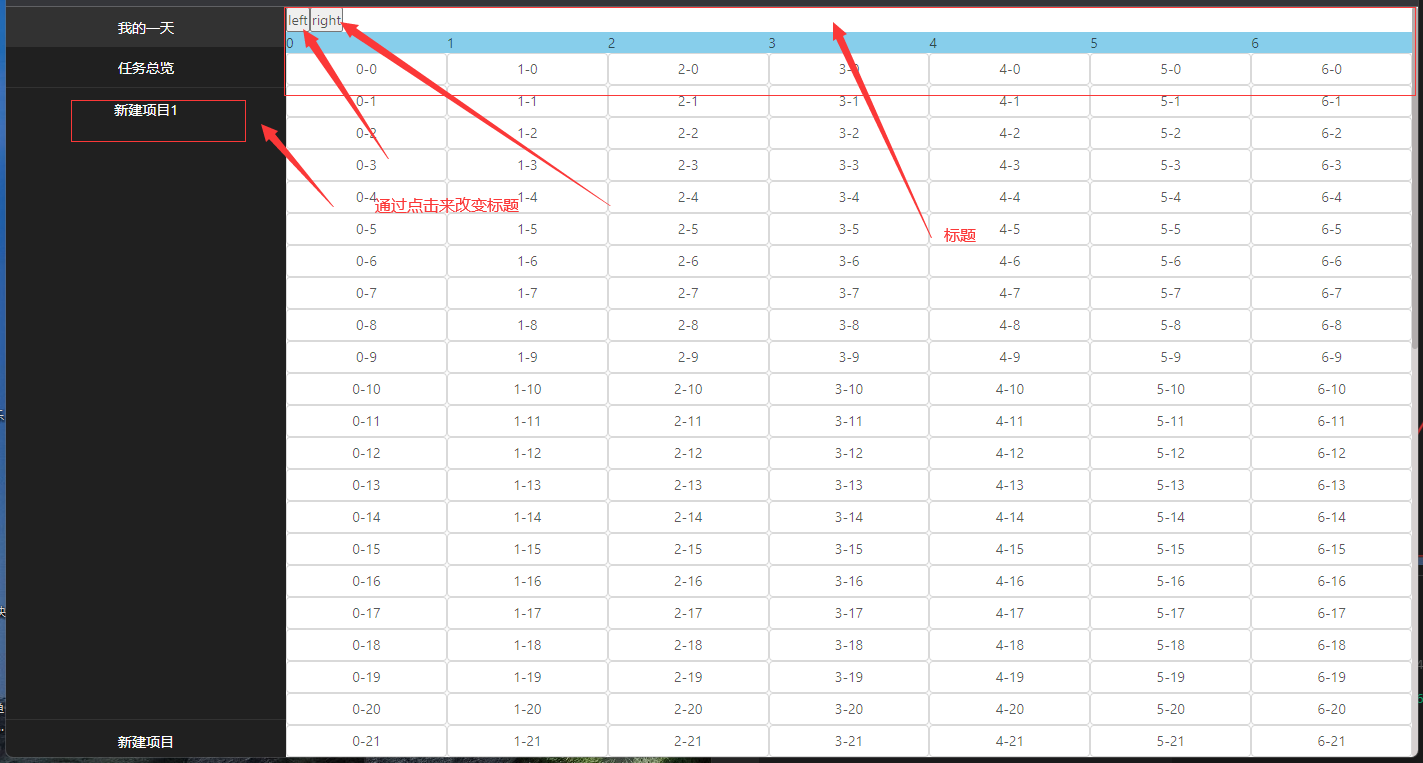 我的一天
任务总览
新建项目1
新建项目
left right
0 1 2 3 4 5 6
0-0 1-0 2-0 3-0 4-0 5-0 6-0
0-1 1-1 2-1 3-1 4-1 5-1 6-1
0-2 1-2 2-2 3-2 4-2 5-2 6-2
0-3 1-3 2-3 3-3 4-3 5-3 6-3
0-4 1-4 2-4 3-4 4-4 5-4 6-4
通过点击来改变标题
0-5 1-5 2-5 3-5 4-5 5-5 6-5
标题
0-6 1-6 2-6 3-6 4-6 5-6 6-6
0-7 1-7 2-7 3-7 4-7 5-7 6-7
0-8 1-8 2-8 3-8 4-8 5-8 6-8
0-9 1-9 2-9 3-9 4-9 5-9 6-9
0-10 1-10 2-10 3-10 4-10 5-10 6-10
0-11 1-11 2-11 3-11 4-11 5-11 6-11
0-12 1-12 2-12 3-12 4-12 5-12 6-12
0-13 1-13 2-13 3-13 4-13 5-13 6-13
0-14 1-14 2-14 3-14 4-14 5-14 6-14
0-15 1-15 2-15 3-15 4-15 5-15 6-15
0-16 1-16 2-16 3-16 4-16 5-16 6-16
0-17 1-17 2-17 3-17 4-17 5-17 6-17
0-18 1-18 2-18 3-18 4-18 5-18 6-18
0-19 1-19 2-19 3-19 4-19 5-19 6-19
0-20 1-20 2-20 3-20 4-20 5-20 6-20
0-21 1-21 2-21 3-21 4-21 5-21 6-21